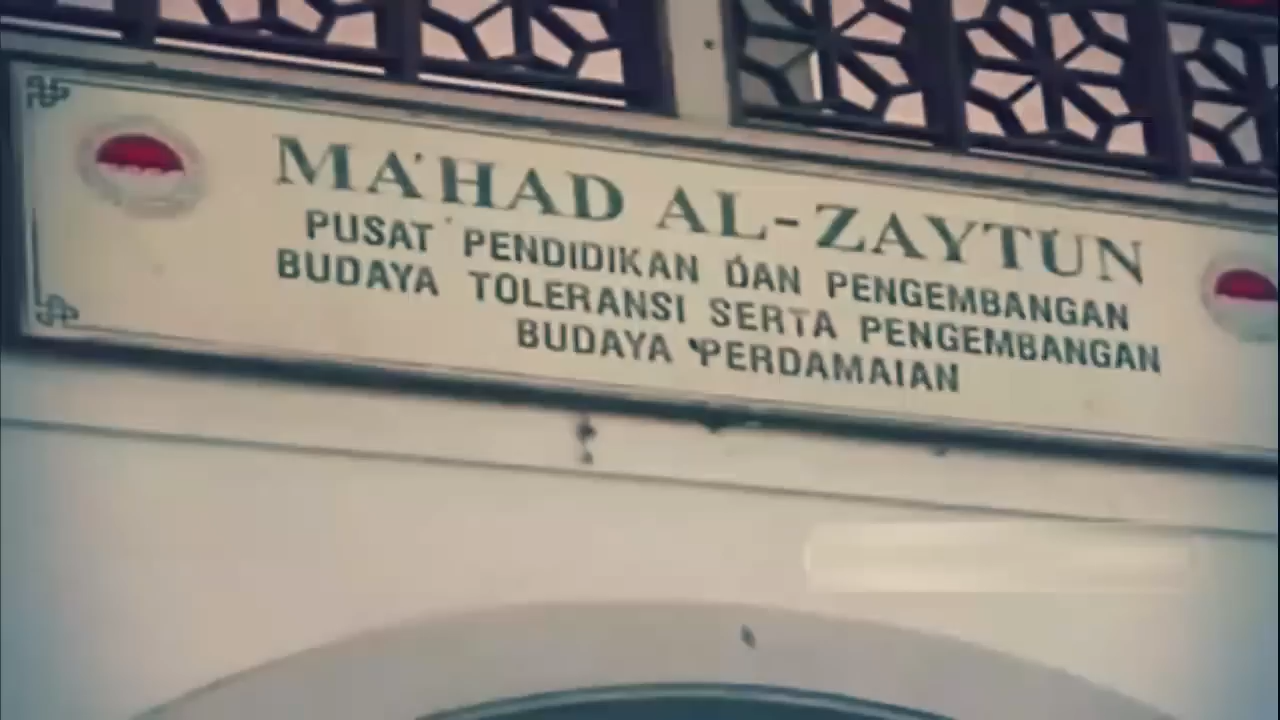 MA'HAD AL-ZAYTUN
PUSAT PENDIDIKAN DAN PENGEMBANGAN
BUDAYA TOLERANSI SERTA PENGEMBANGAN
BUDAYA PERDAMAIAN